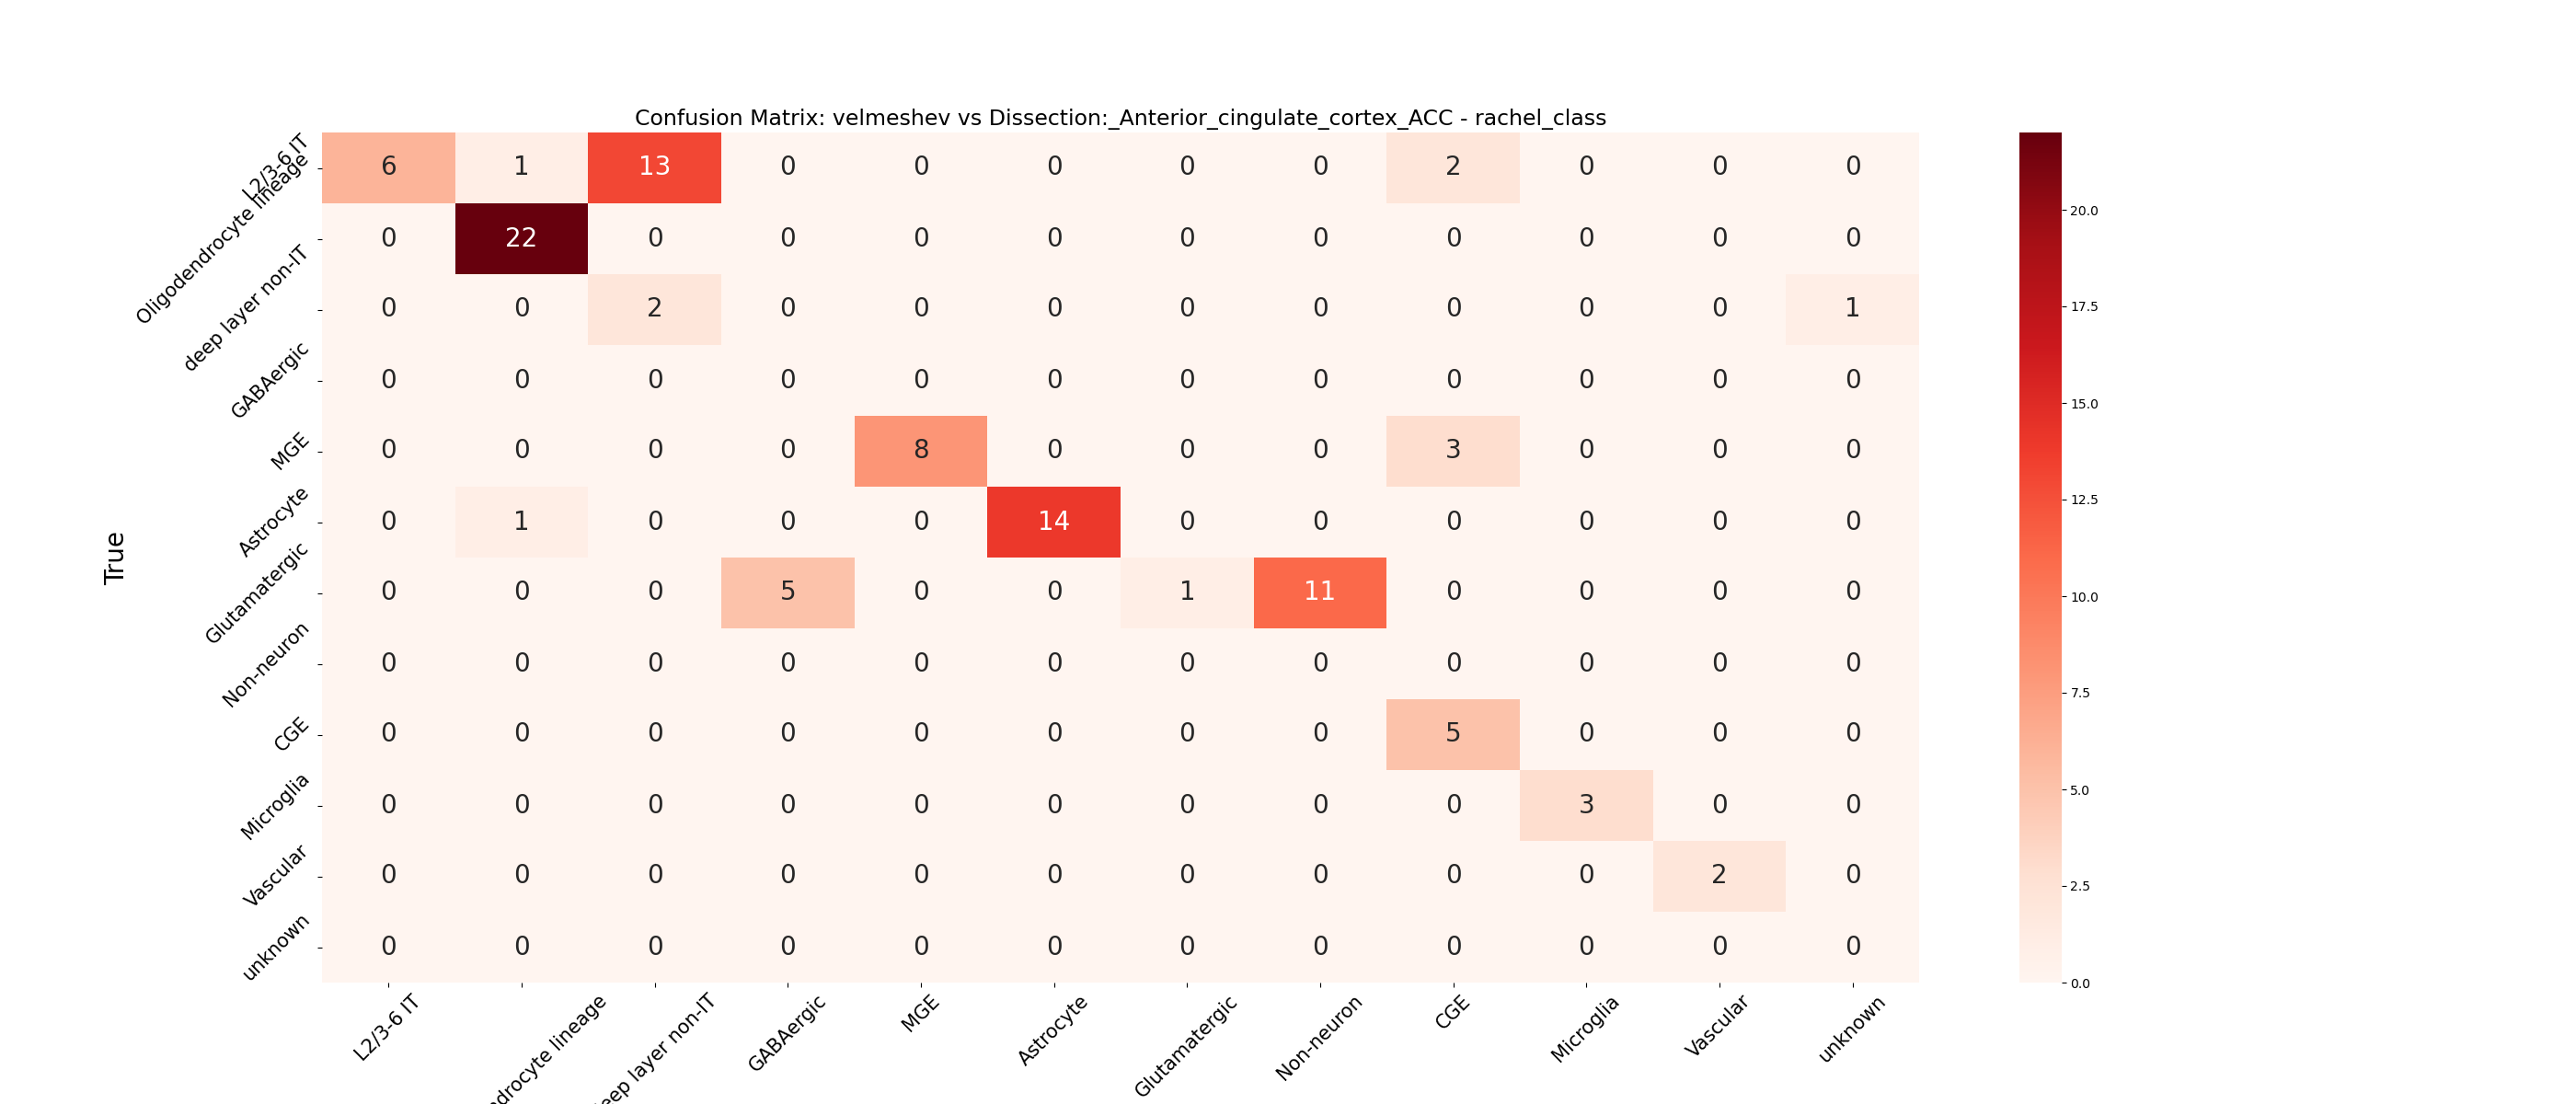 Confusion Matrix: velmeshev vs Dissection:_Anterior_cingulate_cortex_ACC - rachel_class
L2/3-6 IT 6 1 13 0 0 0 0 0 2 0 0 0
Oligodendrocyte lineage 0 22 0 0 0 0 0 0 0 0 0 0
deep layer non-IT 0 0 2 0 0 0 0 0 0 0 0 1
GABAergic 0 0 0 0 0 0 0 0 0 0 0 0
MGE 0 0 0 0 8 0 0 0 3 0 0 0
Astrocyte 0 1 0 0 0 14 0 0 0 0 0 0
Glutamatergic 0 0 0 5 0 0 1 11 0 0 0 0
Non-neuron 0 0 0 0 0 0 0 0 0 0 0 0
CGE 0 0 0 0 0 0 0 0 5 0 0 0
Microglia 0 0 0 0 0 0 0 0 0 3 0 0
Vascular 0 0 0 0 0 0 0 0 0 0 2 0
unknown 0 0 0 0 0 0 0 0 0 0 0 0
True
L2/3-6 IT
lineage
layer non-IT
GABAergic
MGE
Astrocyte
Glutamatergic
Non-neuron
CGE
Microglia
Vascular
unknown
20.0
17.5
15.0
12.5
10.0
7.5
5.0
2.5
0.0